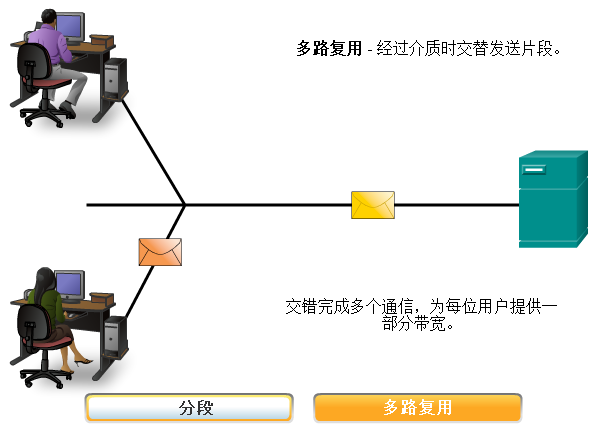 多路复用 - 经过介质时交替发送片段。
交错完成多个通信，为每位用户提供一
部分带宽。
分段
多路复用